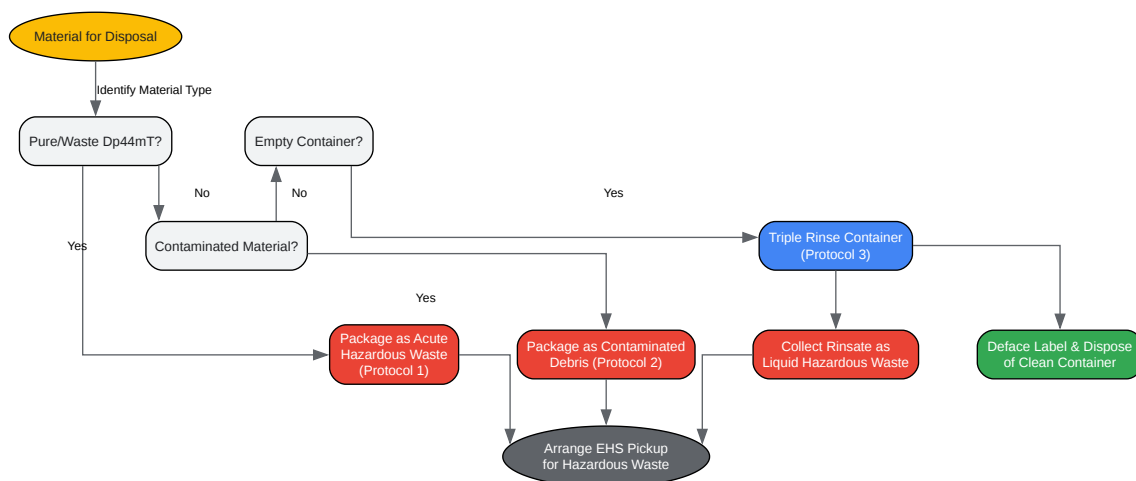 Material for Disposal
Identify Material Type
Pure/Waste Dp44mT?
Empty Container?
No
No
Yes
Contaminated Material?
Yes
Triple Rinse Container
(Protocol 3)
Yes
Package as Acute
Hazardous Waste
(Protocol 1)
Package as Contaminated
Debris (Protocol 2)
Collect Rinsate as
Liquid Hazardous Waste
Deface Label & Dispose
of Clean Container
Arrange EHS Pickup
for Hazardous Waste